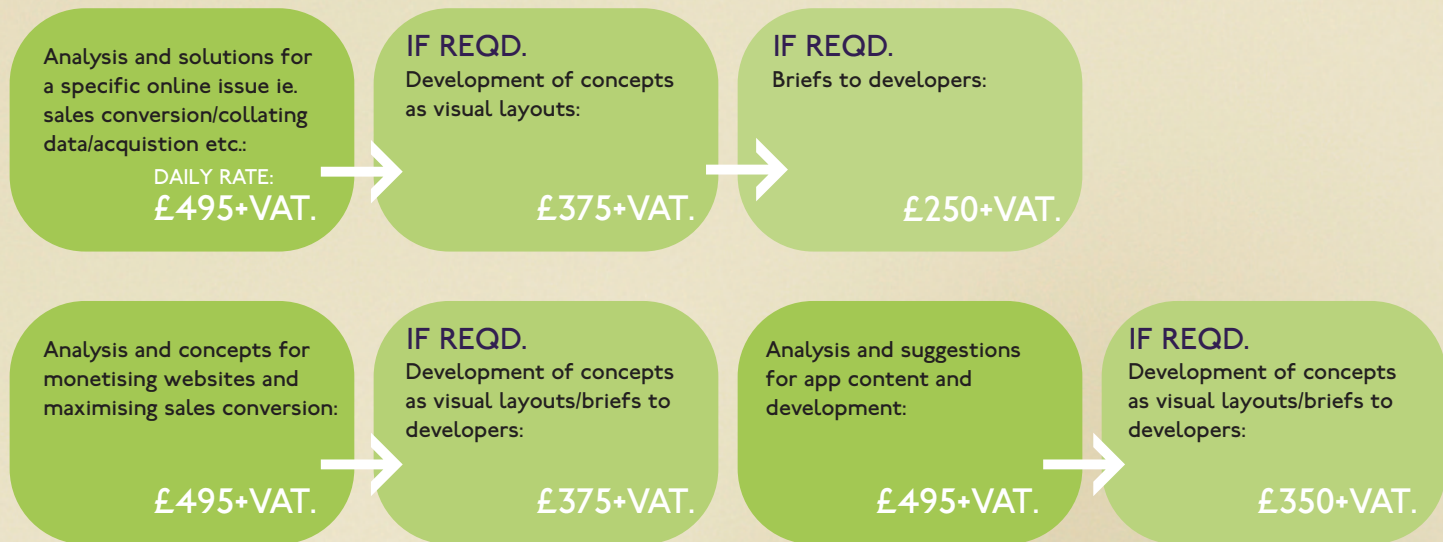 Analysis and solutions for
a specific online issue ie.
sales conversion/collating
data/acquistion etc.:
DAILY RATE:
£495+VAT.
IF REQD.
Development of concepts
as visual layouts:
£375+VAT.
IF REQD.
Briefs to developers:
£250+VAT.
Analysis and concepts for
monetising websites and
maximising sales conversion:
£495+VAT.
IF REQD.
Development of concepts
as visual layouts/briefs to
developers:
£375+VAT.
Analysis and suggestions
for app content and
development:
£495+VAT.
IF REQD.
Development of concepts
as visual layouts/briefs to
developers:
£350+VAT.